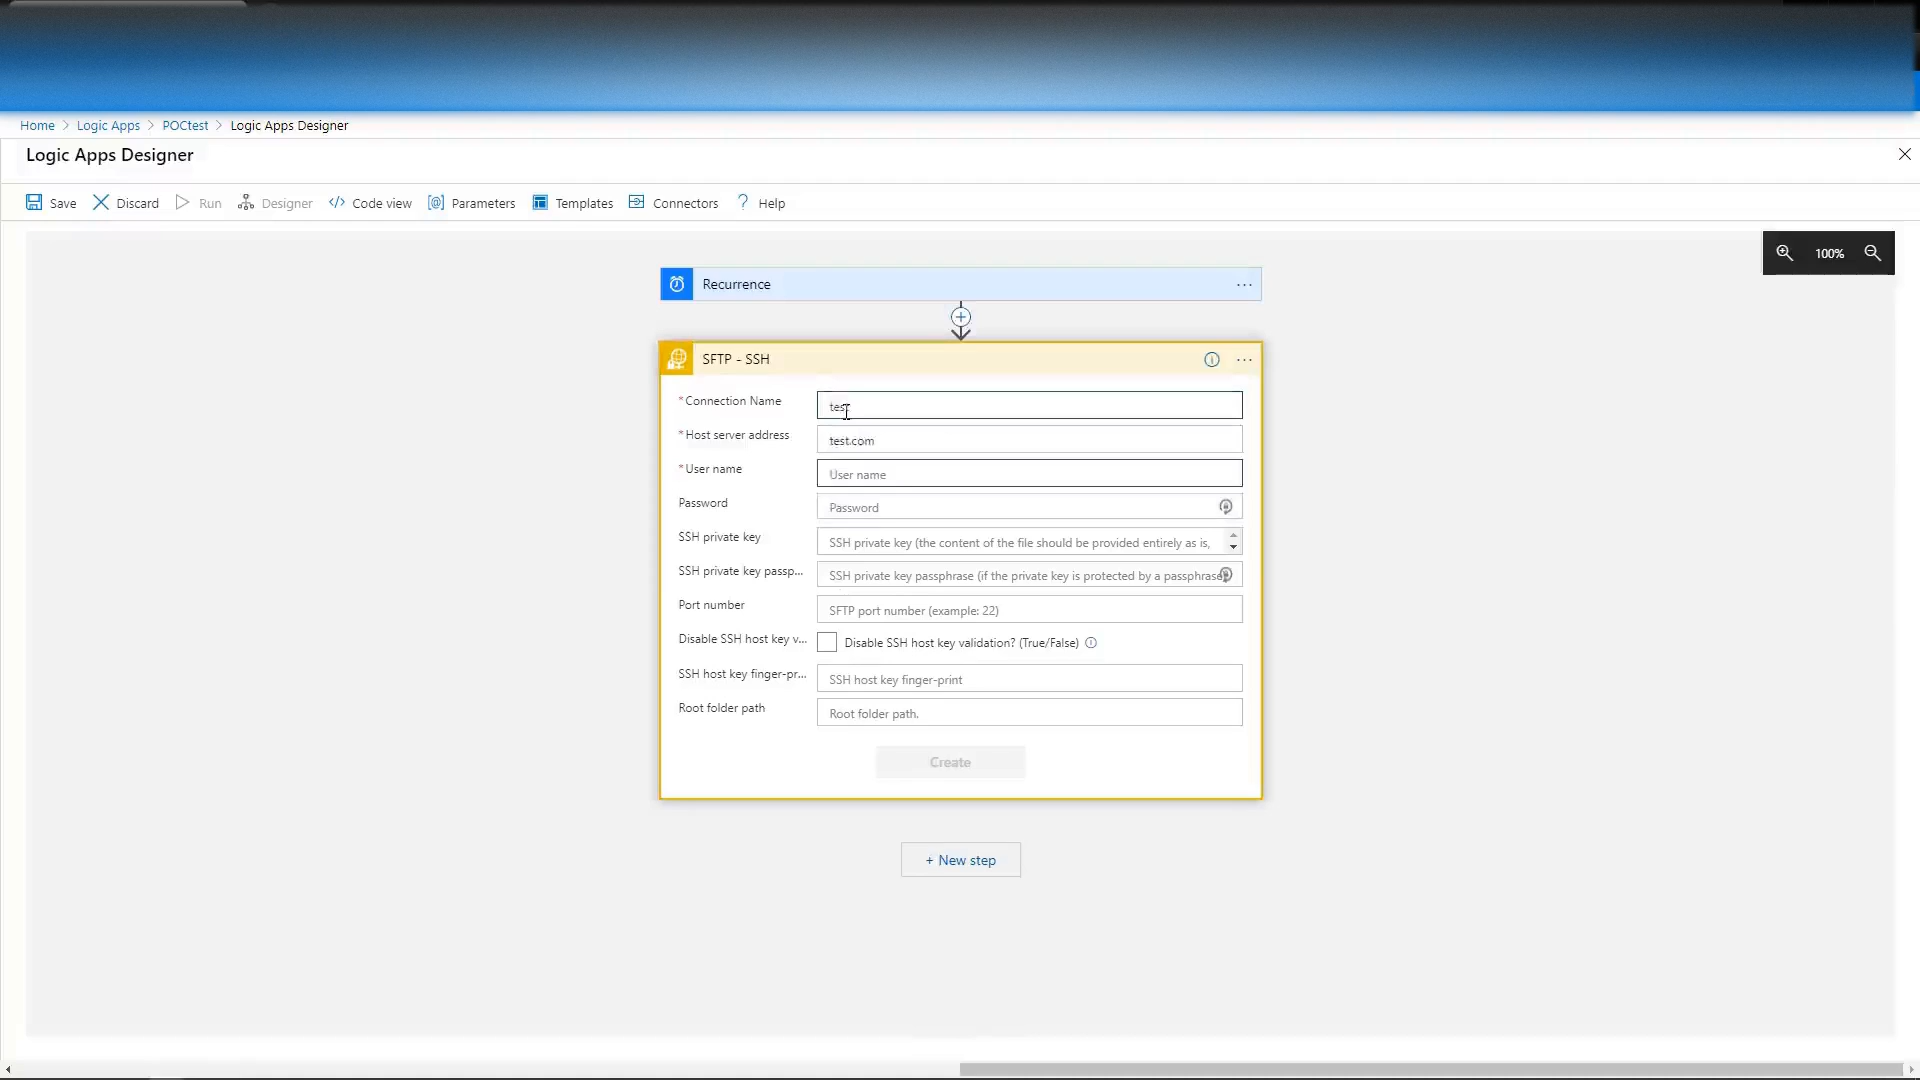 Home > Logic Apps > POCtest > Logic Apps Designer
Logic Apps Designer
Save Discard Run Designer </> Code view [@] Parameters Templates Connectors ? Help
100%
Recurrence ...
SFTP - SSH ...
*Connection Name test
*Host server address test.com
*User name User name
Password Password
SSH private key SSH private key (the content of the file should be provided entirely as is,
SSH private key passp... SSH private key passphrase (if the private key is protected by a passphrase
Port number SFTP port number (example: 22)
Disable SSH host key v... Disable SSH host key validation? (True/False)
SSH host key finger-pr... SSH host key finger-print
Root folder path Root folder path.
Create
+ New step